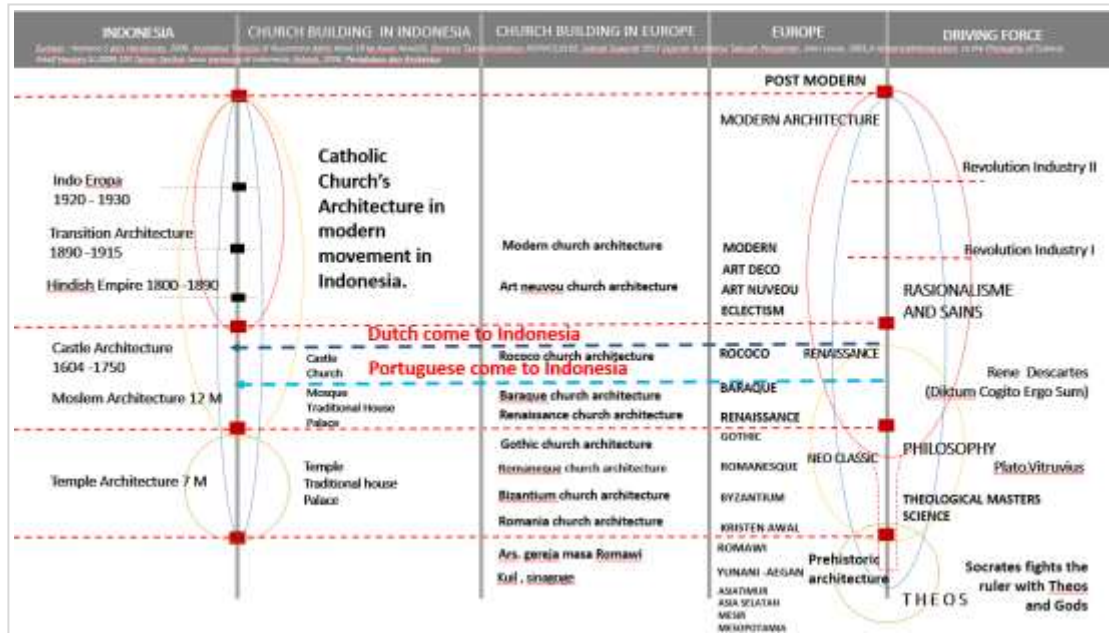 INDONESIA
CHURCH BUILDING IN INDONESIA
CHURCH BUILDING IN EUROPE
EUROPE
DRIVING FORCE
Indo Eropa
1920 - 1930
Transition Architecture
1890 -1915
Hindish Empire 1800 -1890
Castle Architecture
1604 -1750
Moslem Architecture 12 M
Temple Architecture 7 M
Catholic
Church's
Architecture in
modern
movement in
Indonesia.
Dutch come to Indonesia
Portuguese come to Indonesia
Castle
Church
Mosque
Traditional House
Palace
Temple
Traditional house
Palace
Modern church architecture
Art neuvou church architecture
Rococo church architecture
Baraque church architecture
Renaissance church architecture
Gothic church architecture
Romaneque church architecture
Bizantium church architecture
Romania church architecture
Ars. gereja masa Romawi
Kuil , sinagoge
POST MODERN
MODERN ARCHITECTURE
MODERN
ART DECO
ART NUVEOU
ECLECTISM
ROCOCO
RENAISSANCE
BARAQUE
RENAISSANCE
GOTHIC
ROMANESQUE
NEO CLASSIC
BYZANTIUM
KRISTEN AWAL
ROMAWI
YUNANI -AEGAN
Prehistoric
architecture
ASIATIMUR
ASIA SELATAH
MESIR
MESOPOTAMIA
Revolution Industry II
Revolution Industry I
RASIONALISME
AND SAINS
Rene Descartes
(Diktum Cogito Ergo Sum)
PHILOSOPHY
Plato.Vitruvius
THEOLOGICAL MASTERS
SCIENCE
Socrates fights the
ruler with Theos
and Gods
THEOS